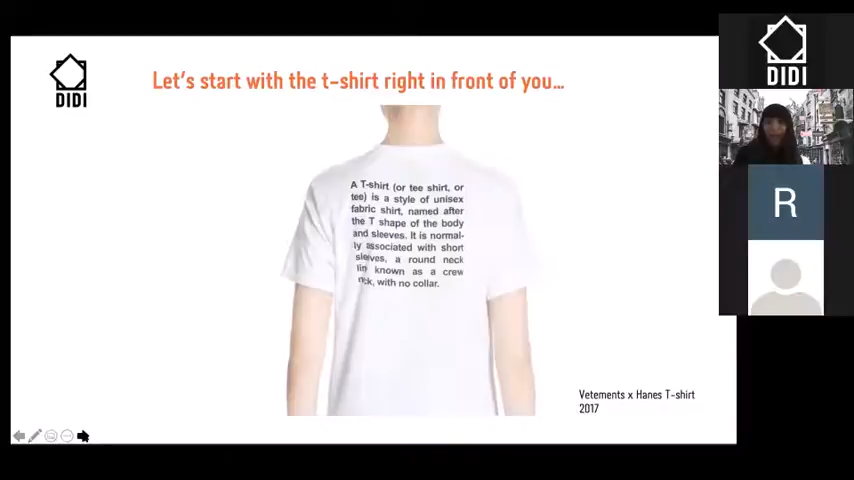 DIDI
Let's start with the t-shirt right in front of you...
A T-shirt (or tee shirt, or
tee) is a style of unisex
fabric shirt, named after
the T shape of the body
and sleeves. It is normal-
ly associated with short
sleeves, a round neck
lin known as a crew
n ck, with no collar.
Vetements x Hanes T-shirt
2017
DIDI
R